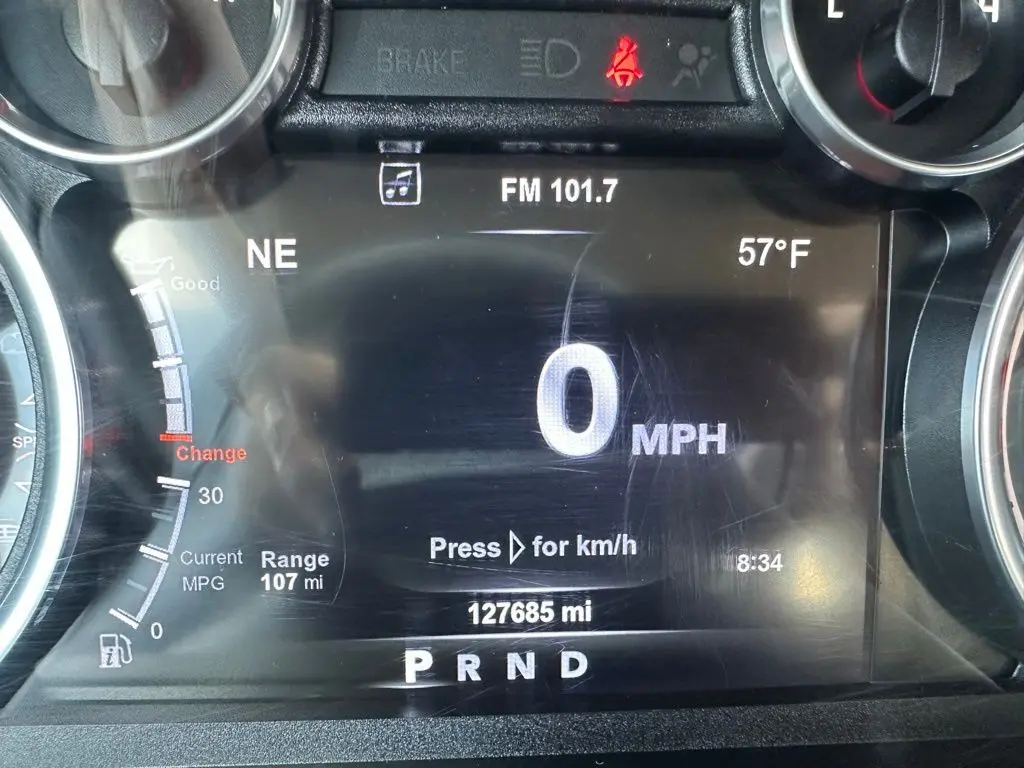 BRAKE
L
H
FM 101.7
NE
57°F
Good
0 MPH
Change
30
Press ▷ for km/h
Current
MPG
Range
107 mi
8:34
127685 mi
0
P R N D